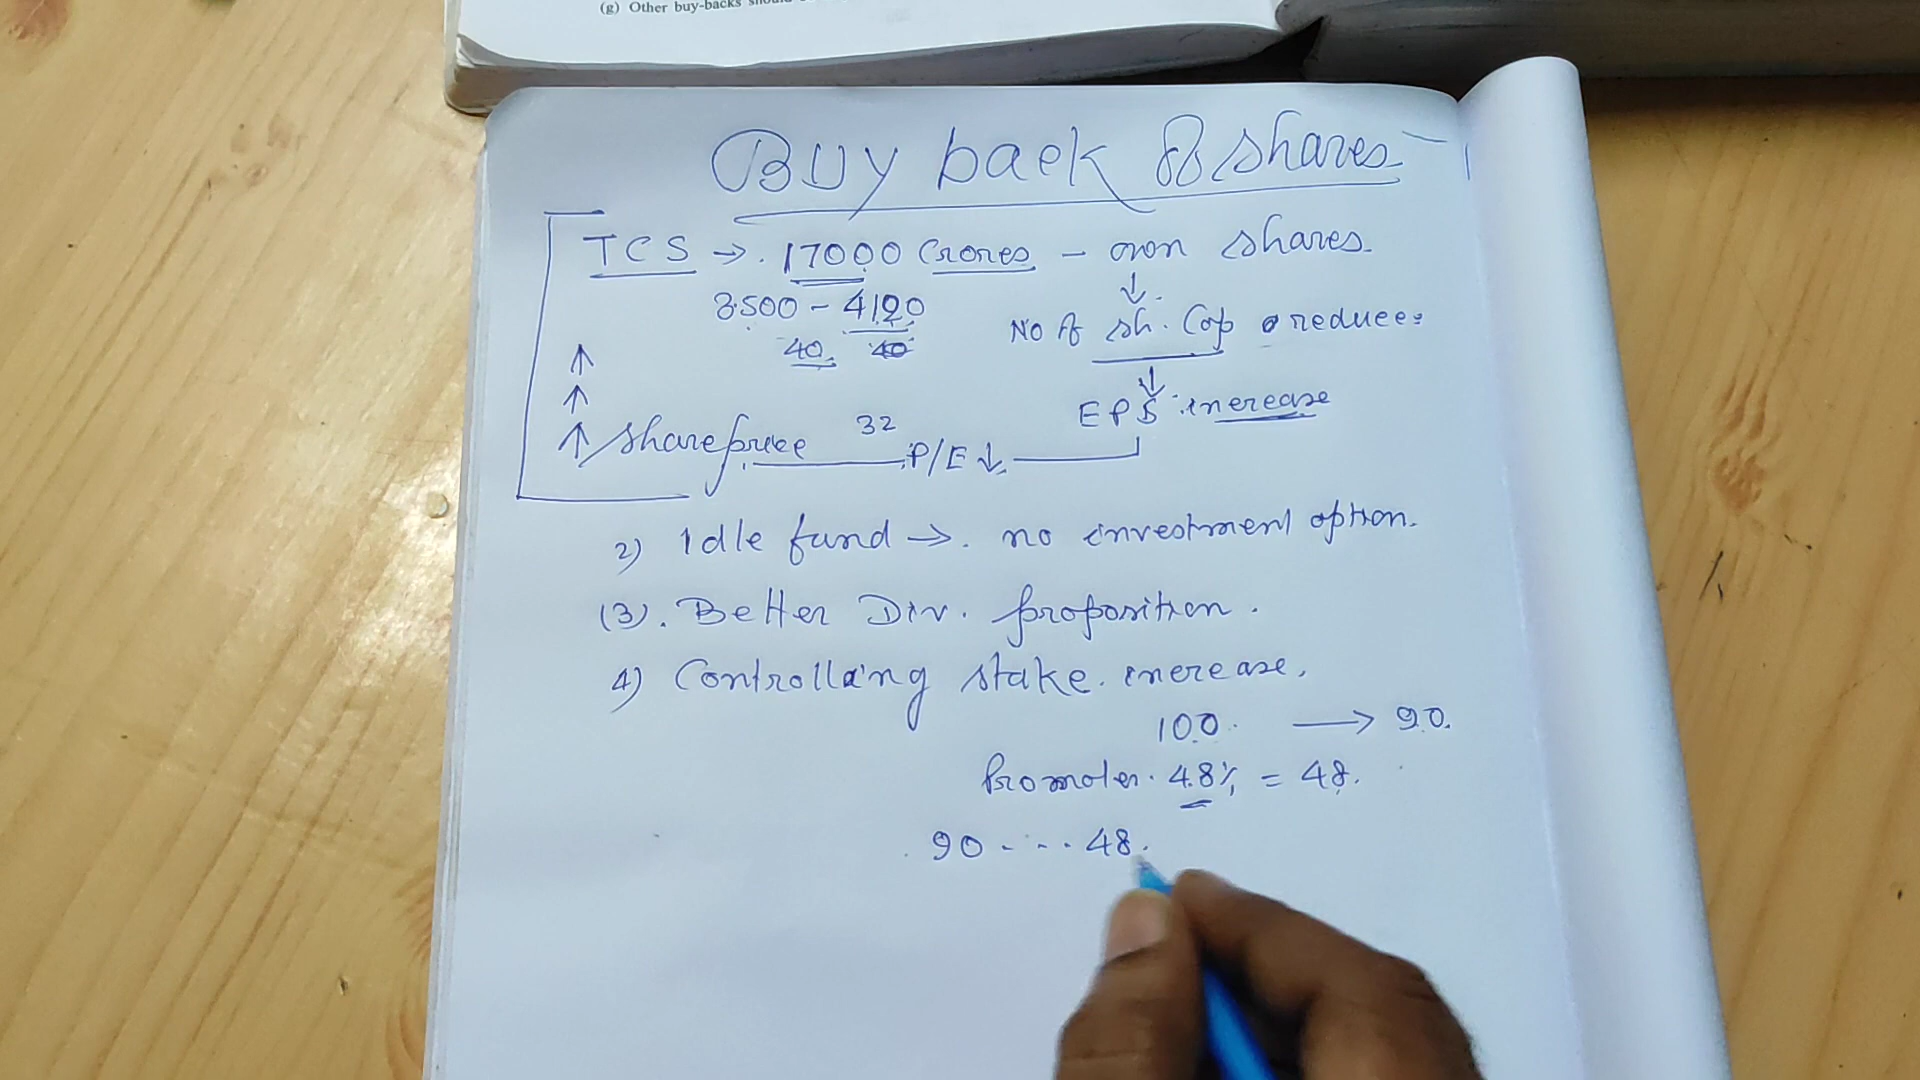 (g) Other buy-backs should
Buy back of shares
TCS → 17000 Crores - own shares.
↓
3500 - 4120
No of sh. Cap reduces
40 40
↓
EPS increase
↑ share price 32 P/E ↓
2) Idle fund → no investment option.
(3). Better Div. proposition.
4) Controlling stake increase.
100 → 90.
Promoter. 48% = 48.
90 - - - 48.